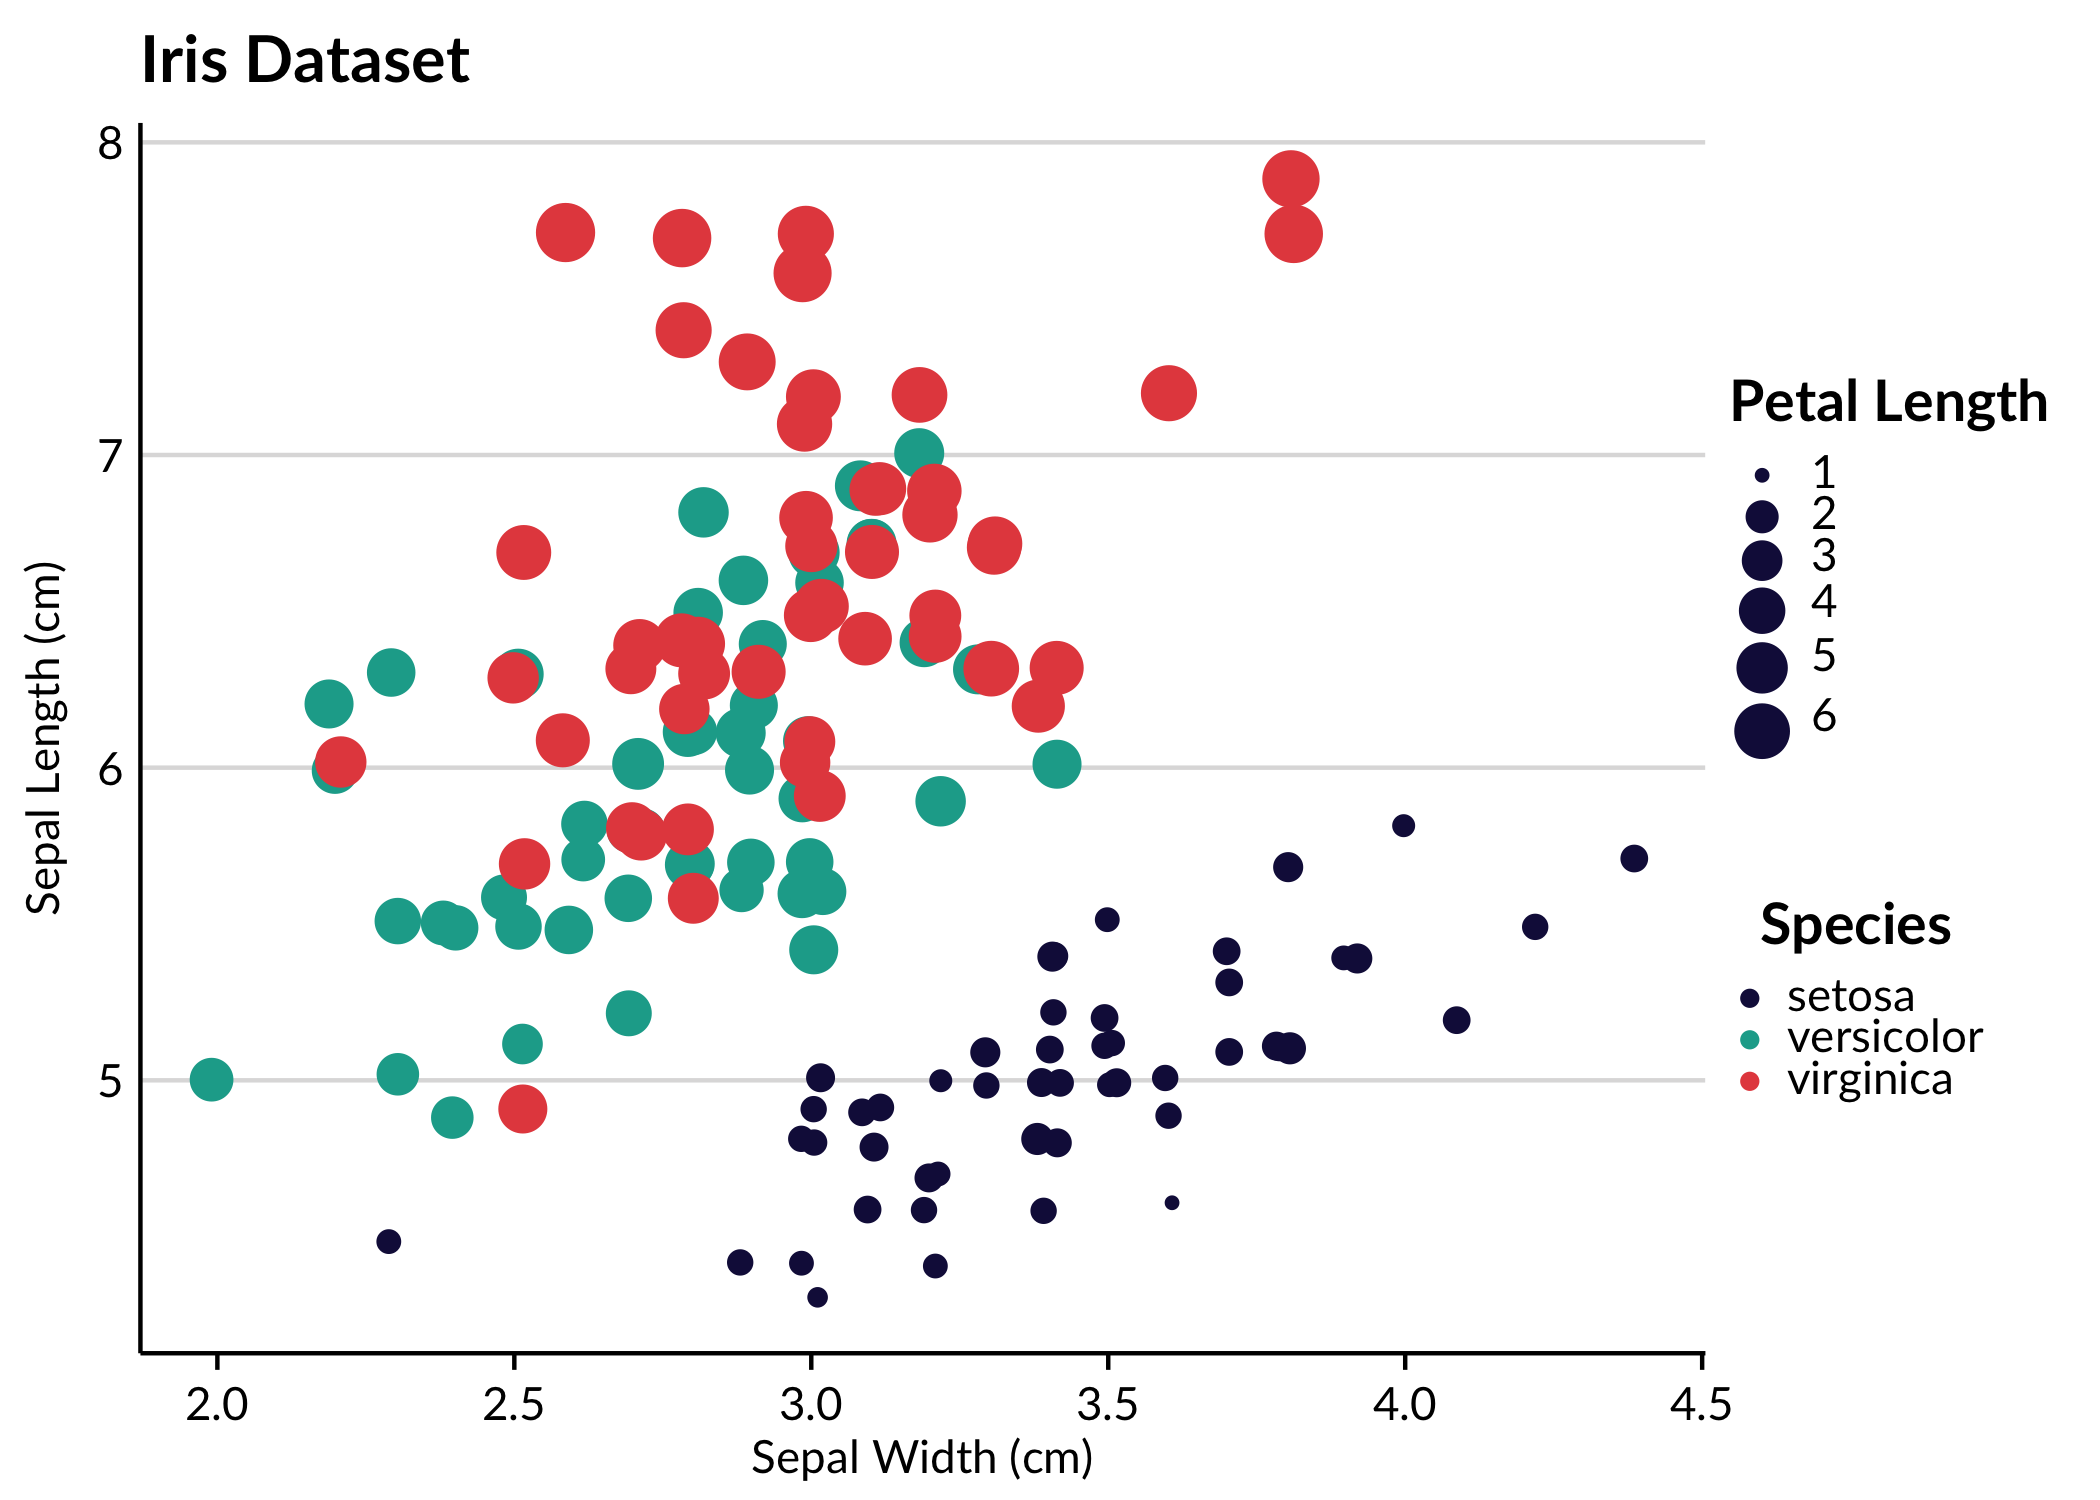 Iris Dataset
8
7
6
5
Sepal Length (cm)
2.0 2.5 3.0 3.5 4.0 4.5
Sepal Width (cm)
Petal Length
1
2
3
4
5
6
Species
setosa
versicolor
virginica